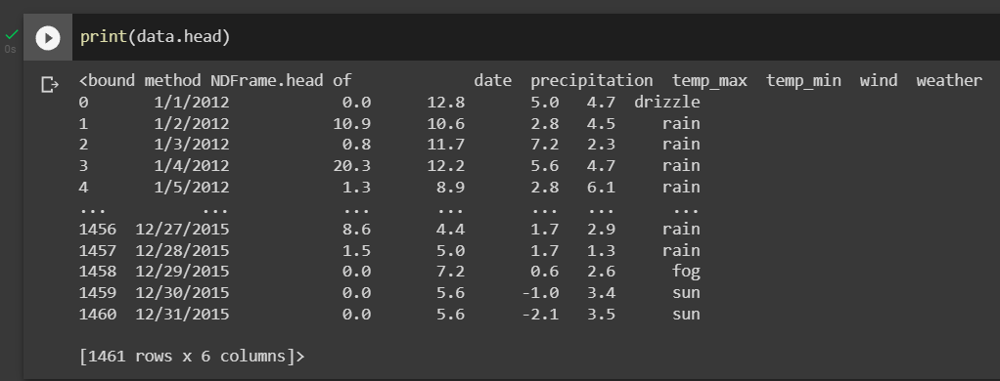 print(data.head)
0s
<bound method NDFrame.head of             date  precipitation  temp_max  temp_min  wind  weather
0       1/1/2012            0.0      12.8       5.0   4.7  drizzle
1       1/2/2012           10.9      10.6       2.8   4.5     rain
2       1/3/2012            0.8      11.7       7.2   2.3     rain
3       1/4/2012           20.3      12.2       5.6   4.7     rain
4       1/5/2012            1.3       8.9       2.8   6.1     rain
...          ...            ...       ...       ...   ...      ...
1456  12/27/2015            8.6       4.4       1.7   2.9     rain
1457  12/28/2015            1.5       5.0       1.7   1.3     rain
1458  12/29/2015            0.0       7.2       0.6   2.6      fog
1459  12/30/2015            0.0       5.6      -1.0   3.4      sun
1460  12/31/2015            0.0       5.6      -2.1   3.5      sun
[1461 rows x 6 columns]>